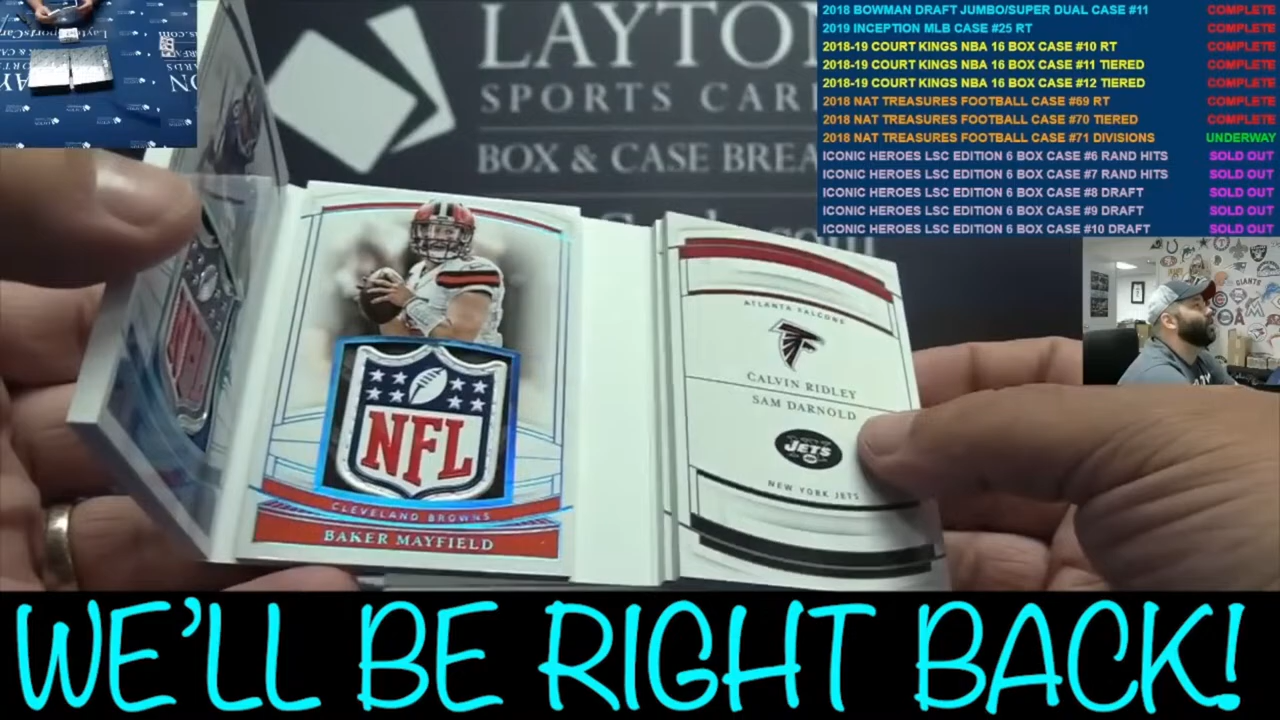 LAYTON
SPORTS CAR
BOX & CASE BREA
2018 BOWMAN DRAFT JUMBO/SUPER DUAL CASE #11 COMPLETE
2019 INCEPTION MLB CASE #25 RT COMPLETE
2018-19 COURT KINGS NBA 16 BOX CASE #10 RT COMPLETE
2018-19 COURT KINGS NBA 16 BOX CASE #11 TIERED COMPLETE
2018-19 COURT KINGS NBA 16 BOX CASE #12 TIERED COMPLETE
2018 NAT TREASURES FOOTBALL CASE #69 RT COMPLETE
2018 NAT TREASURES FOOTBALL CASE #70 TIERED COMPLETE
2018 NAT TREASURES FOOTBALL CASE #71 DIVISIONS UNDERWAY
ICONIC HEROES LSC EDITION 6 BOX CASE #6 RAND HITS SOLD OUT
ICONIC HEROES LSC EDITION 6 BOX CASE #7 RAND HITS SOLD OUT
ICONIC HEROES LSC EDITION 6 BOX CASE #8 DRAFT SOLD OUT
ICONIC HEROES LSC EDITION 6 BOX CASE #9 DRAFT SOLD OUT
ICONIC HEROES LSC EDITION 6 BOX CASE #10 DRAFT SOLD OUT
NFL
CLEVELAND BROWNS
BAKER MAYFIELD
ATLANTA FALCONS
CALVIN RIDLEY
SAM DARNOLD
JETS
NEW YORK JETS
WE'LL BE RIGHT BACK!